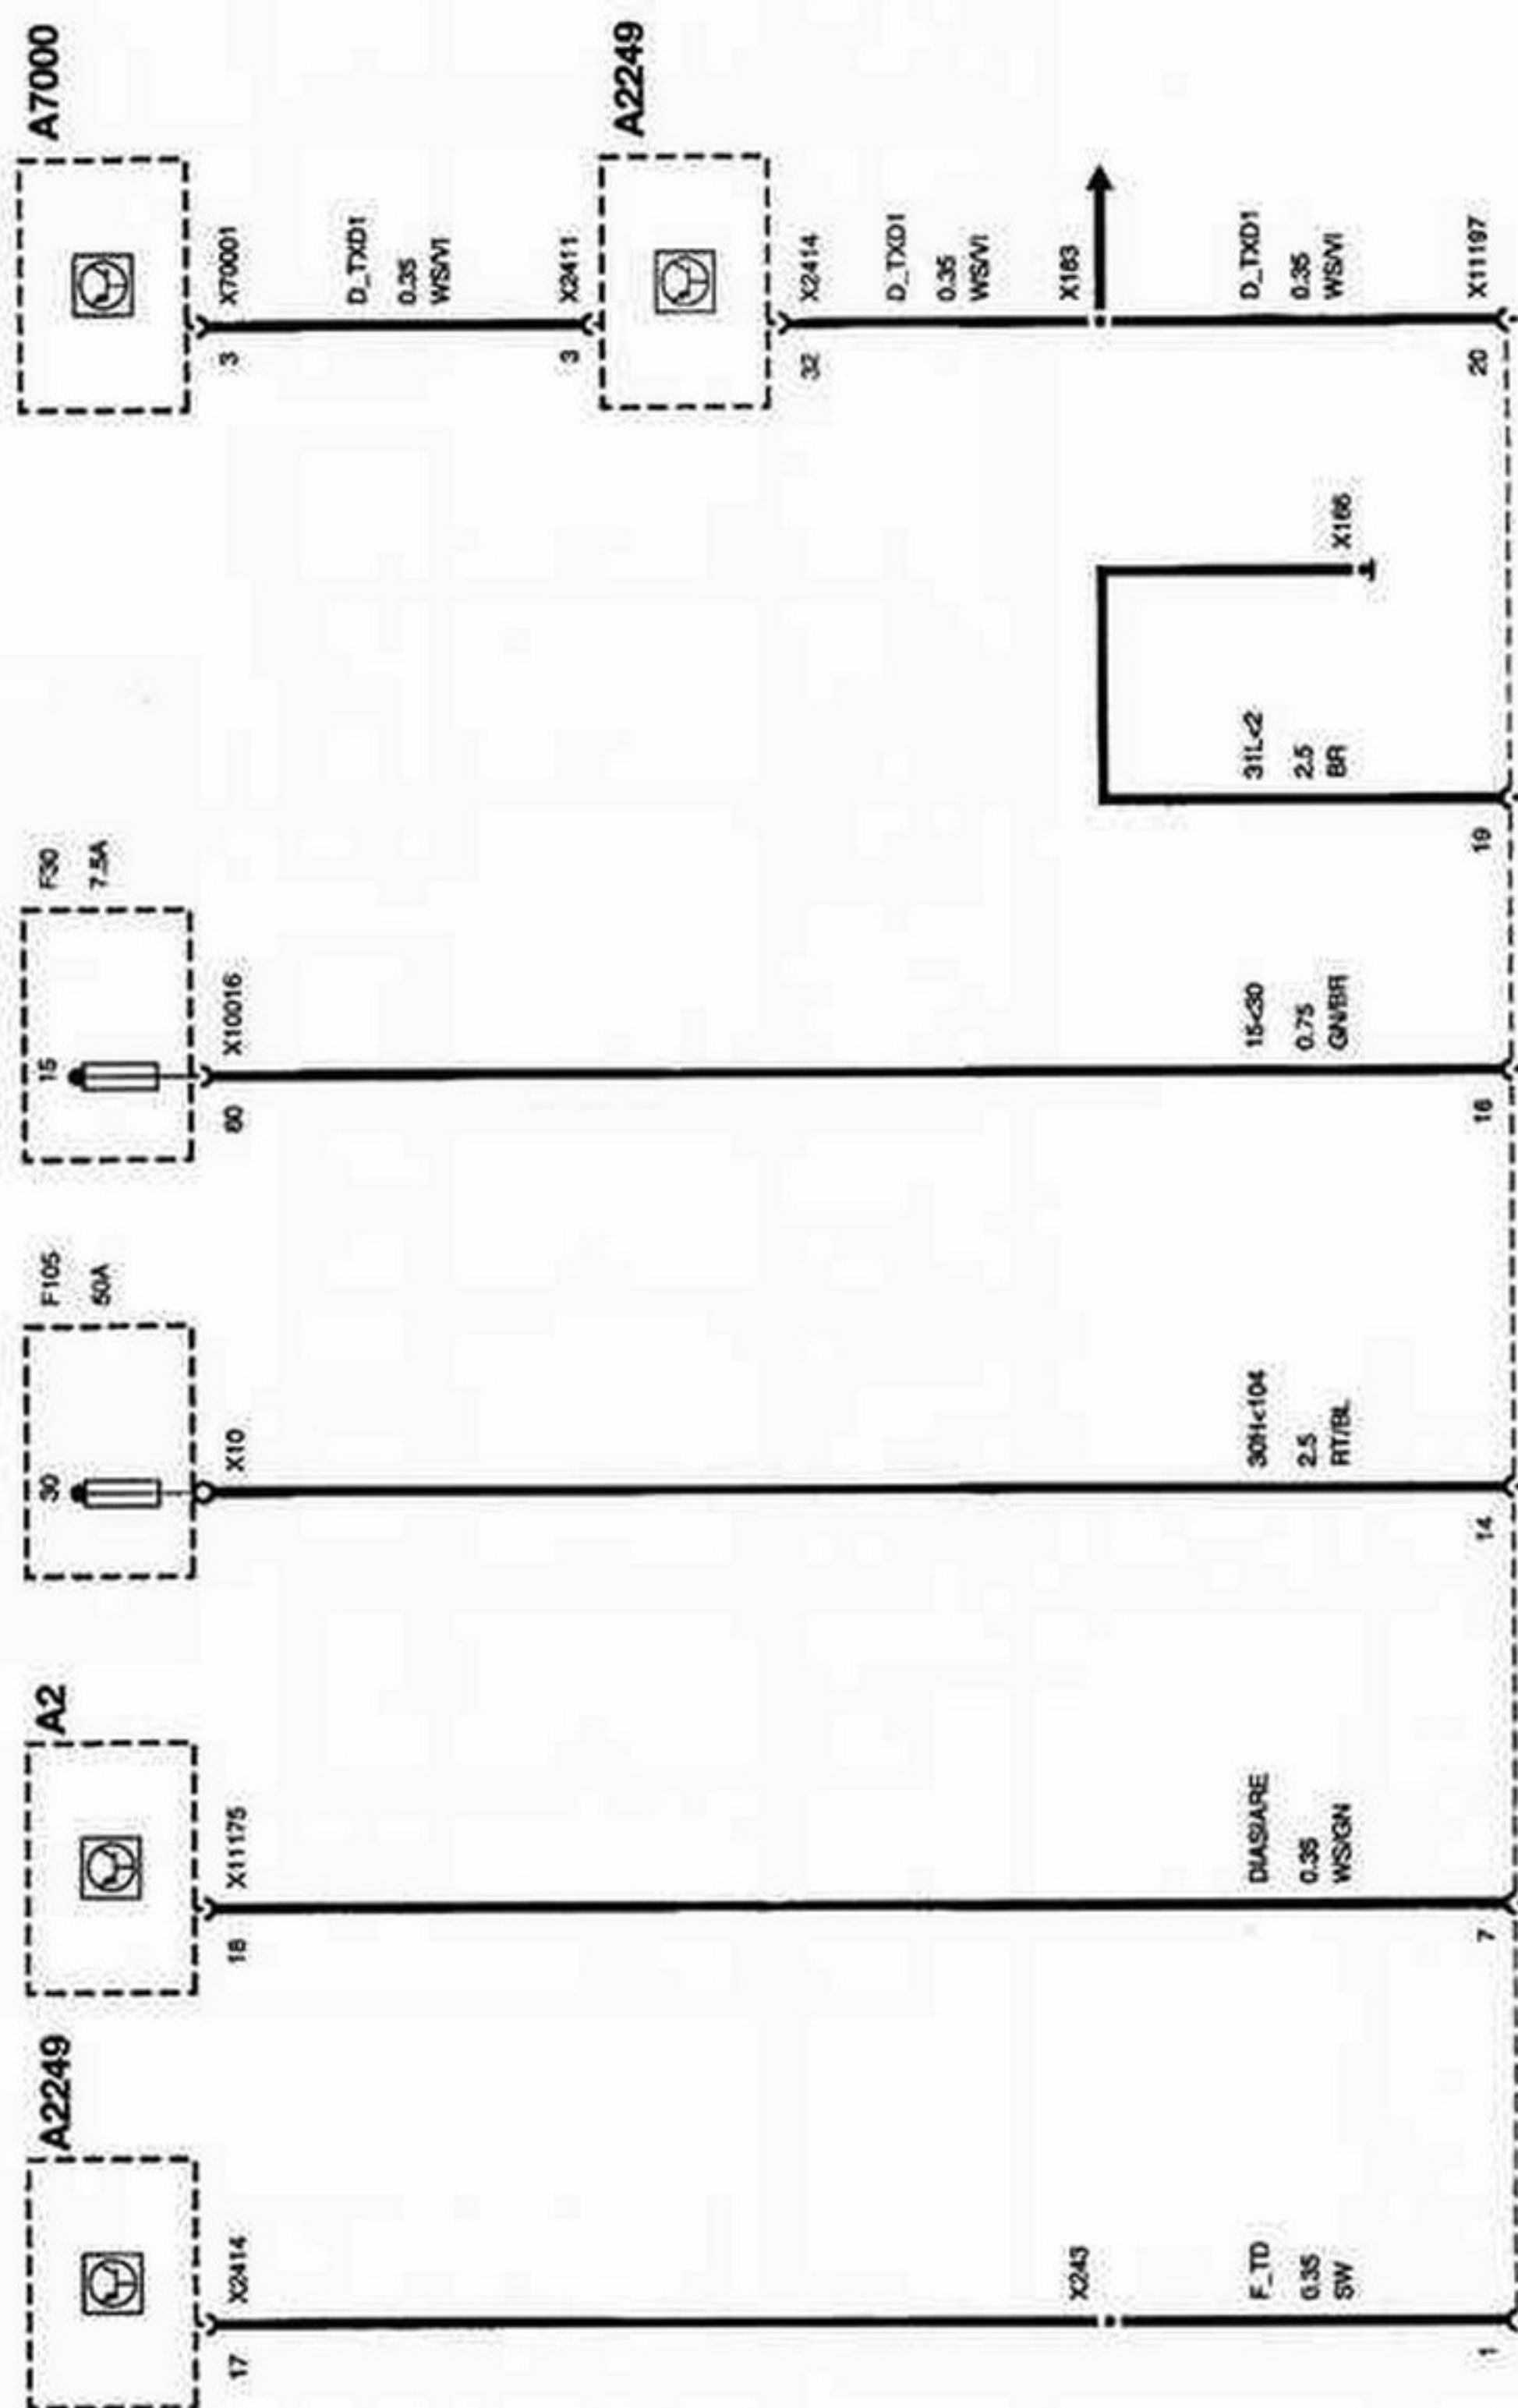 A7000
X70001
3
D_TXD1
0.35
WS/VI
X2411
3
A2249
X2414
32
D_TXD1
0.35
WS/VI
X183
D_TXD1
0.35
WS/VI
X11197
20
X166
31L<2
2.5
BR
19
F30
7.5A
15
X10016
60
15<30
0.75
GN/BR
16
F105
50A
30
X10
30H<104
2.5
RT/BL
14
A2
X11175
18
DIAS/ARE
0.35
WS/GN
7
A2249
X2414
17
X243
F_TD
0.35
SW
1